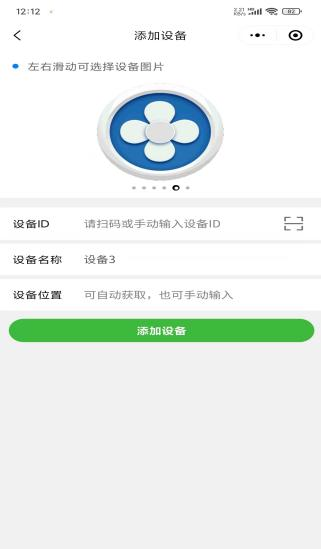 12:12
82
添加设备
左右滑动可选择设备图片
设备ID 请扫码或手动输入设备ID
设备名称 设备3
设备位置 可自动获取，也可手动输入
添加设备